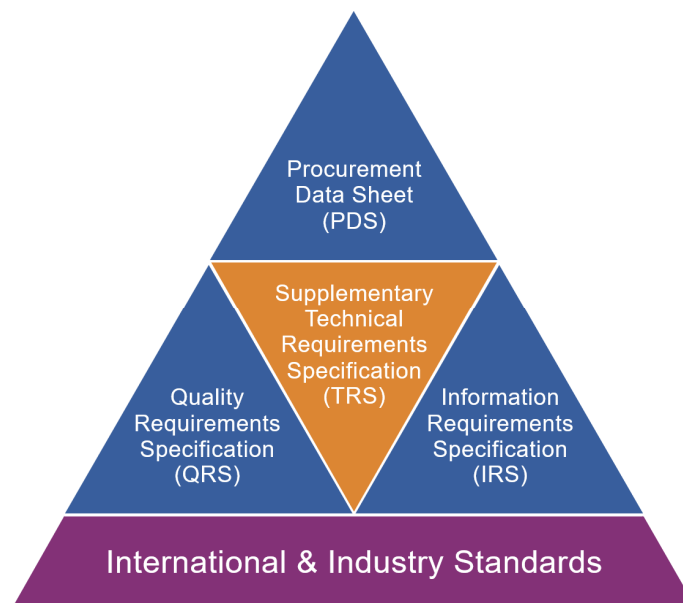 Procurement
Data Sheet
(PDS)
Supplementary
Technical
Requirements
Specification
(TRS)
Quality
Requirements
Specification
(QRS)
Information
Requirements
Specification
(IRS)
International & Industry Standards